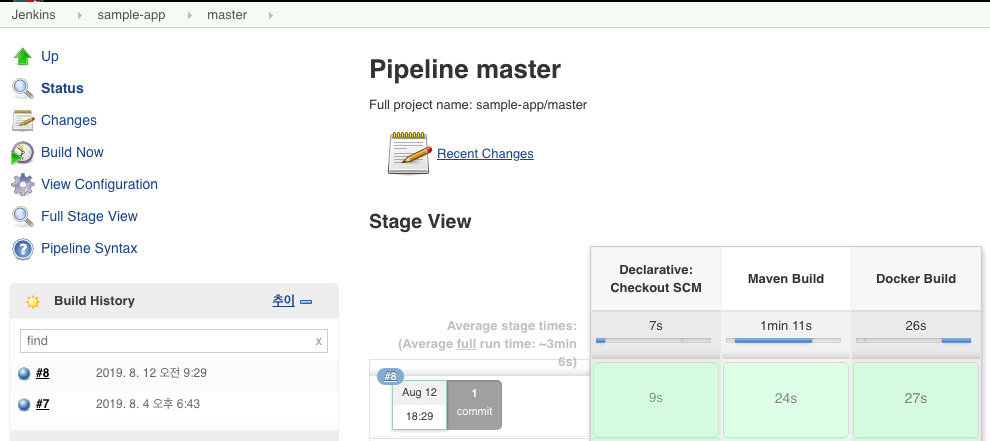 Jenkins sample-app master
Up
Status
Changes
Build Now
View Configuration
Full Stage View
Pipeline Syntax
Build History 추이
find x
#8 2019. 8. 12 오전 9:29
#7 2019. 8. 4 오후 6:43
Pipeline master
Full project name: sample-app/master
Recent Changes
Stage View
Declarative:
Checkout SCM
Maven Build
Docker Build
Average stage times:
(Average full run time: ~3min
6s)
7s
1min 11s
26s
#8
Aug 12
18:29
1
commit
9s
24s
27s